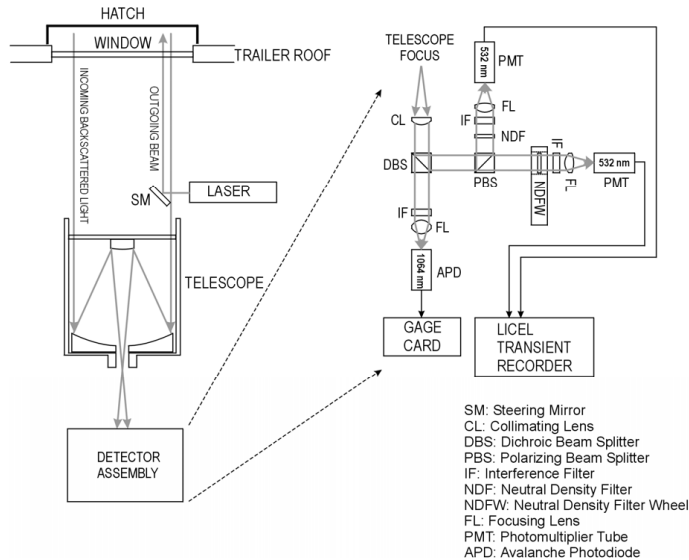 HATCH
WINDOW
TRAILER ROOF
INCOMING BACKSCATTERED LIGHT
OUTGOING BEAM
SM
LASER
TELESCOPE
DETECTOR
ASSEMBLY
TELESCOPE
FOCUS
532 nm
PMT
FL
CL
IF
NDF
DBS
PBS
NDFW
IF
FL
532 nm
PMT
IF
FL
1064 nm
APD
GAGE
CARD
LICEL
TRANSIENT
RECORDER
SM: Steering Mirror
CL: Collimating Lens
DBS: Dichroic Beam Splitter
PBS: Polarizing Beam Splitter
IF: Interference Filter
NDF: Neutral Density Filter
NDFW: Neutral Density Filter Wheel
FL: Focusing Lens
PMT: Photomultiplier Tube
APD: Avalanche Photodiode